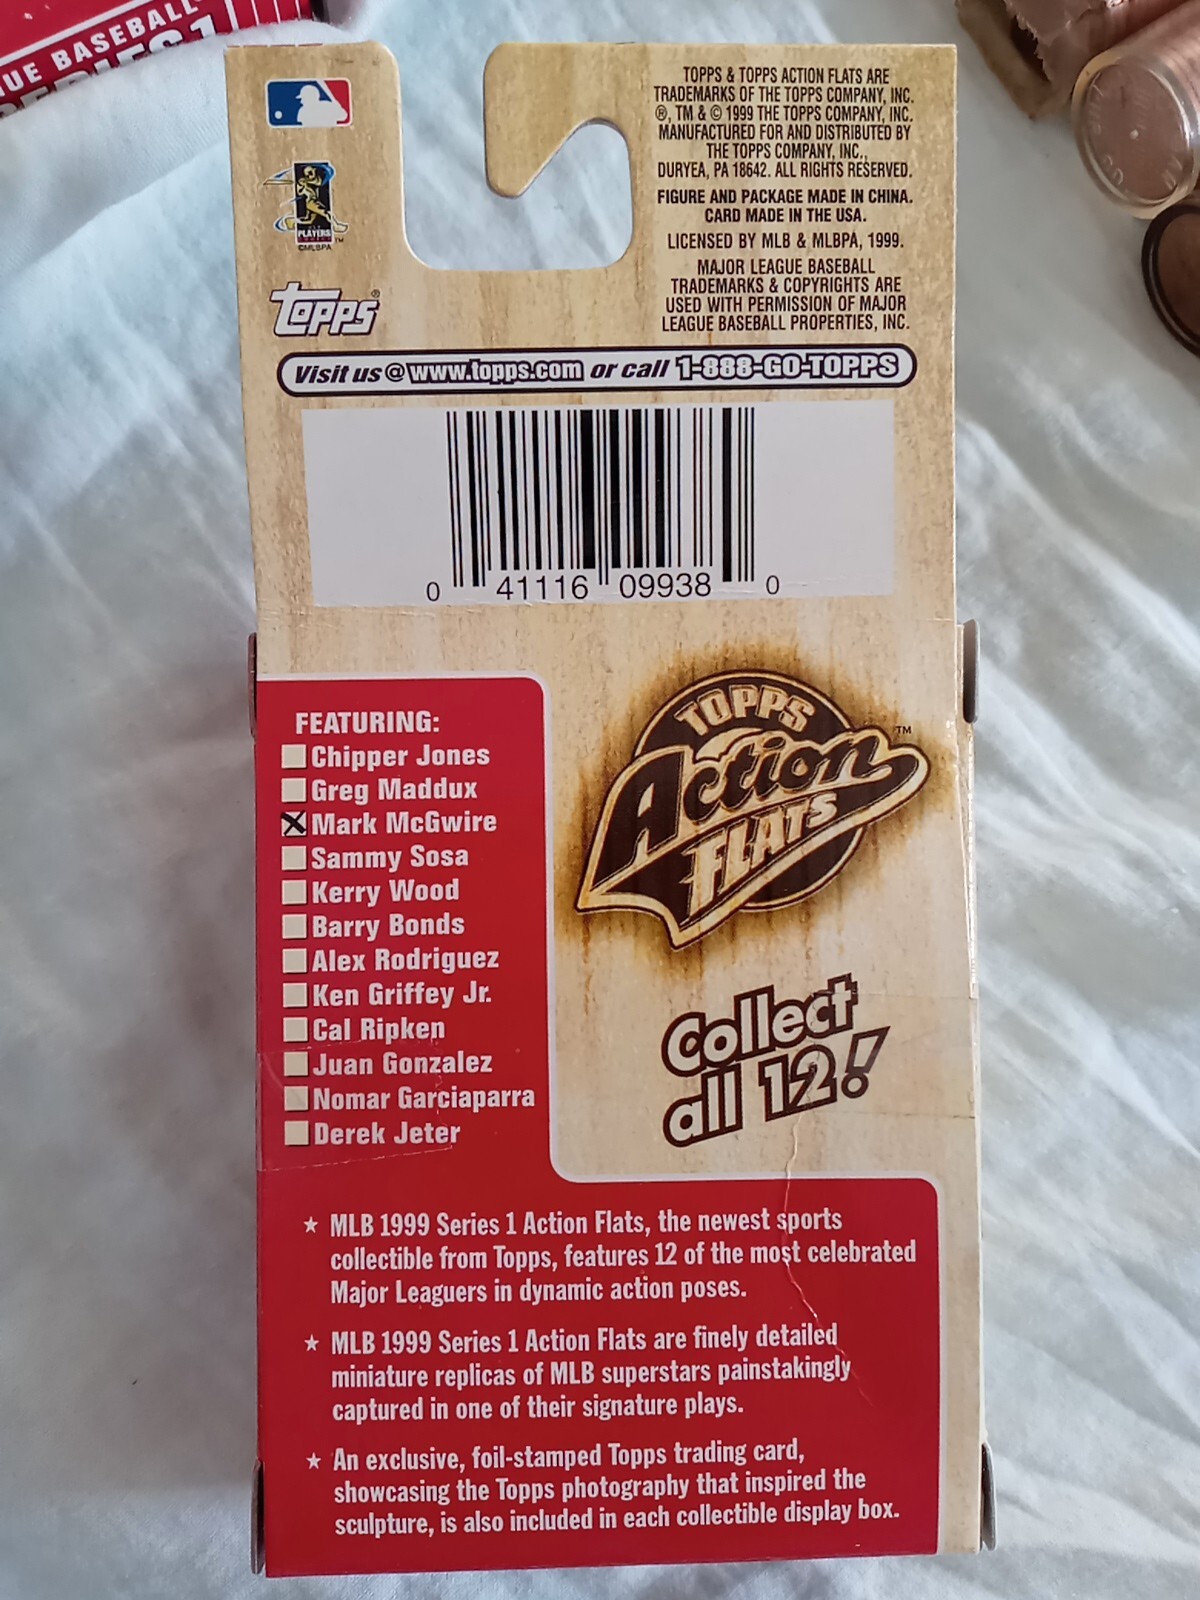 UE BASEBALL
TOPPS & TOPPS ACTION FLATS ARE
TRADEMARKS OF THE TOPPS COMPANY, INC.
®, TM & © 1999 THE TOPPS COMPANY, INC.
MANUFACTURED FOR AND DISTRIBUTED BY
THE TOPPS COMPANY, INC.,
DURYEA, PA 18642. ALL RIGHTS RESERVED.
FIGURE AND PACKAGE MADE IN CHINA.
CARD MADE IN THE USA.
LICENSED BY MLB & MLBPA, 1999.
MAJOR LEAGUE BASEBALL
TRADEMARKS & COPYRIGHTS ARE
USED WITH PERMISSION OF MAJOR
LEAGUE BASEBALL PROPERTIES, INC.
PLAYERS
©MLBPA
TM
Topps®
Visit us @ www.topps.com or call 1-888-GO-TOPPS
0 41116 09938 0
FEATURING:
Chipper Jones
Greg Maddux
Mark McGwire
Sammy Sosa
Kerry Wood
Barry Bonds
Alex Rodriguez
Ken Griffey Jr.
Cal Ripken
Juan Gonzalez
Nomar Garciaparra
Derek Jeter
TOPPS
Action™
FLATS
Collect
all 12!
★ MLB 1999 Series 1 Action Flats, the newest sports
collectible from Topps, features 12 of the most celebrated
Major Leaguers in dynamic action poses.
★ MLB 1999 Series 1 Action Flats are finely detailed
miniature replicas of MLB superstars painstakingly
captured in one of their signature plays.
★ An exclusive, foil-stamped Topps trading card,
showcasing the Topps photography that inspired the
sculpture, is also included in each collectible display box.